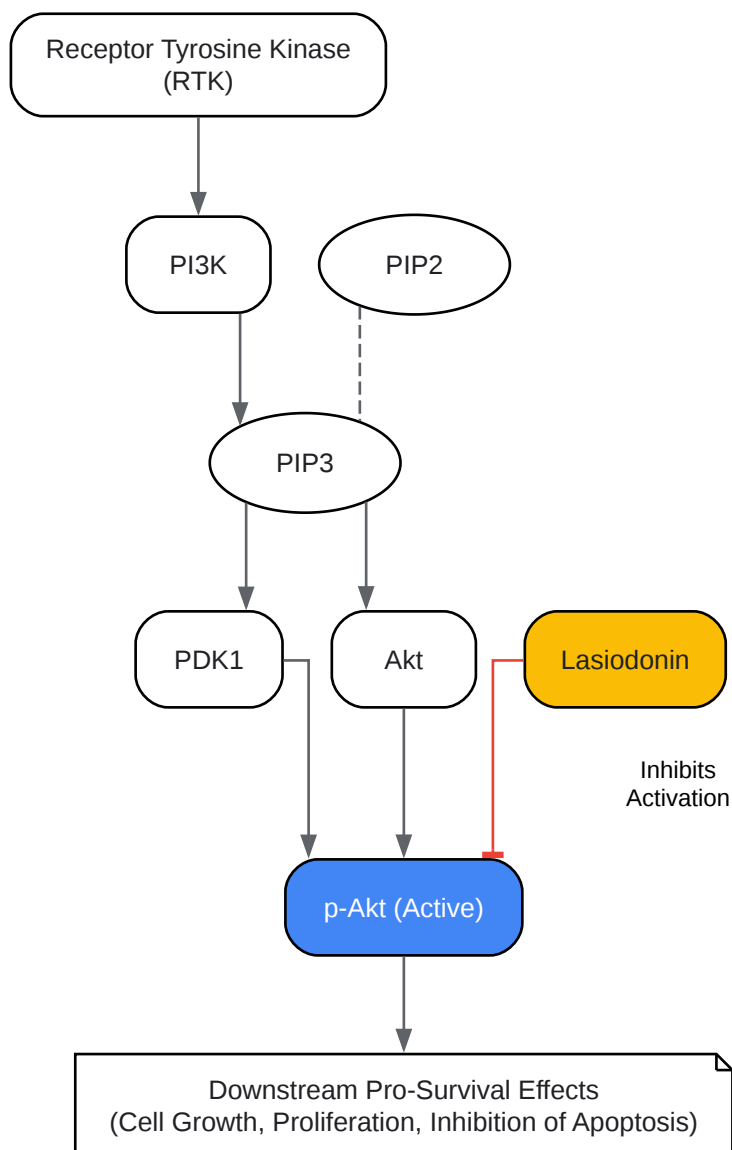 Receptor Tyrosine Kinase
(RTK)
PI3K
PIP2
PIP3
PDK1
Akt
Lasiodonin
Inhibits
Activation
p-Akt (Active)
Downstream Pro-Survival Effects
(Cell Growth, Proliferation, Inhibition of Apoptosis)